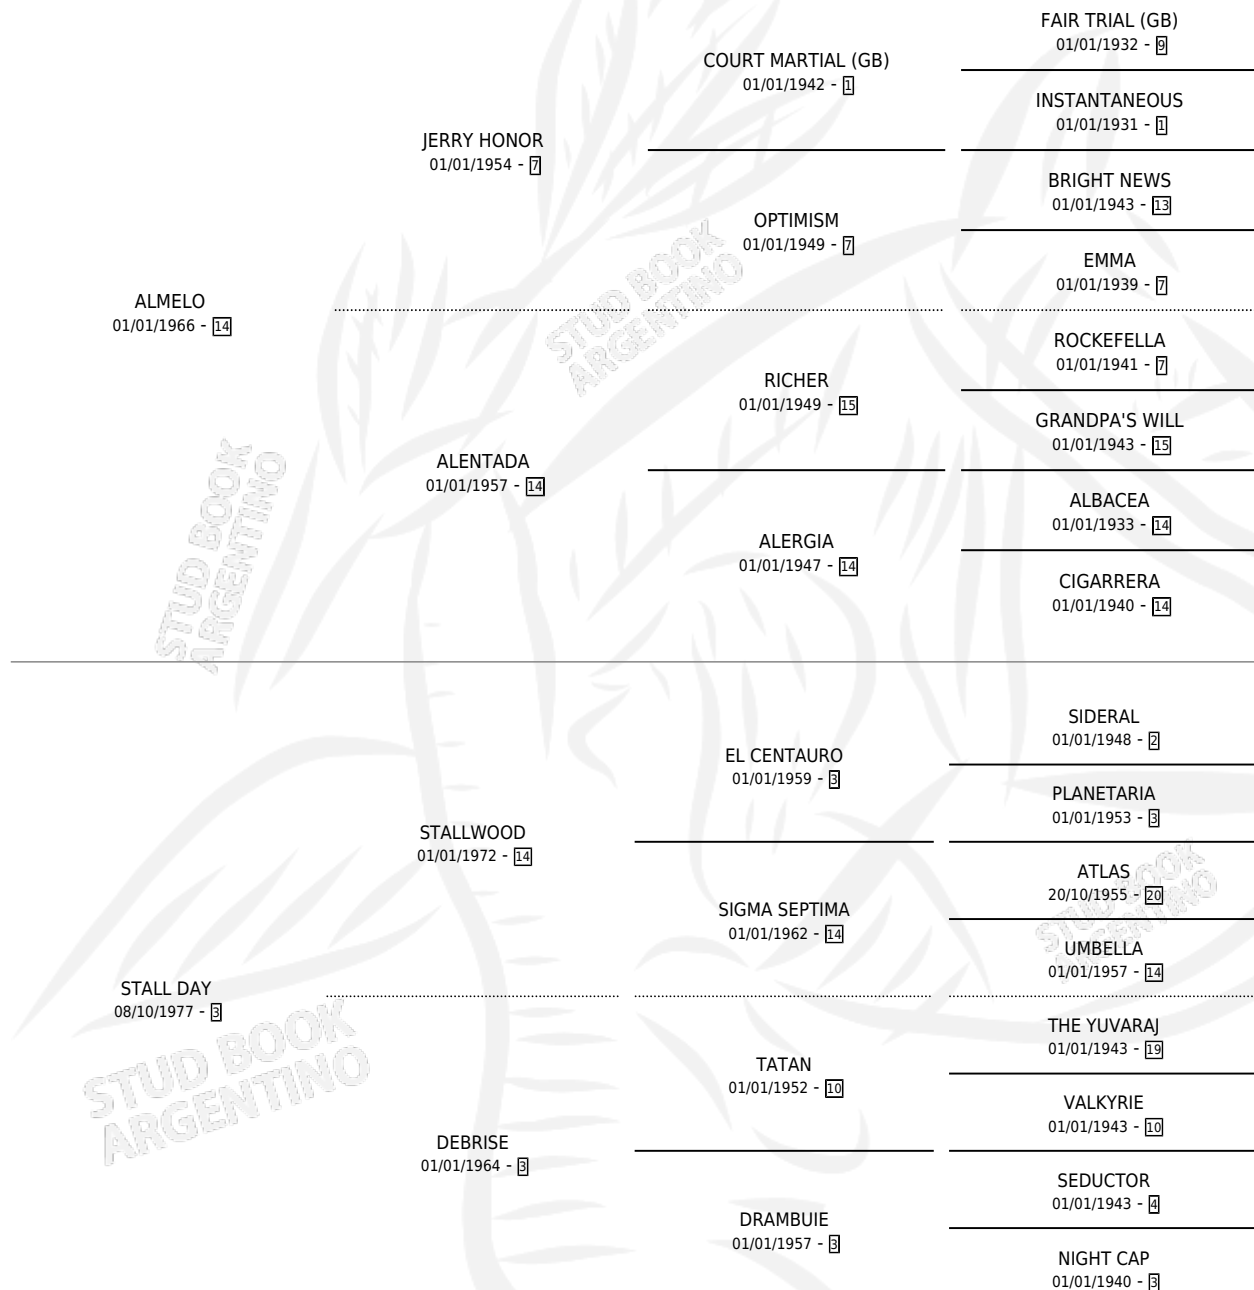 FAIR TRIAL (GB)
01/01/1932 - 9
COURT MARTIAL (GB)
01/01/1942 - 1
INSTANTANEOUS
01/01/1931 - 1
JERRY HONOR
01/01/1954 - 7
BRIGHT NEWS
01/01/1943 - 13
OPTIMISM
01/01/1949 - 7
EMMA
01/01/1939 - 7
ALMELO
01/01/1966 - 14
ROCKEFELLA
01/01/1941 - 7
RICHER
01/01/1949 - 15
GRANDPA'S WILL
01/01/1943 - 15
ALENTADA
01/01/1957 - 14
ALBACEA
01/01/1933 - 14
ALERGIA
01/01/1947 - 14
CIGARRERA
01/01/1940 - 14
SIDERAL
01/01/1948 - 2
EL CENTAURO
01/01/1959 - 3
PLANETARIA
01/01/1953 - 3
STALLWOOD
01/01/1972 - 14
ATLAS
20/10/1955 - 20
SIGMA SEPTIMA
01/01/1962 - 14
UMBELLA
01/01/1957 - 14
STALL DAY
08/10/1977 - 3
THE YUVARAJ
01/01/1943 - 19
TATAN
01/01/1952 - 10
VALKYRIE
01/01/1943 - 10
DEBRISE
01/01/1964 - 3
SEDUCTOR
01/01/1943 - 4
DRAMBUIE
01/01/1957 - 3
NIGHT CAP
01/01/1940 - 3
STUD BOOK
ARGENTINO
STUD BOOK
ARGENTINO
STUD BOOK
ARGENTINO
STUD BOOK
ARGENTINO